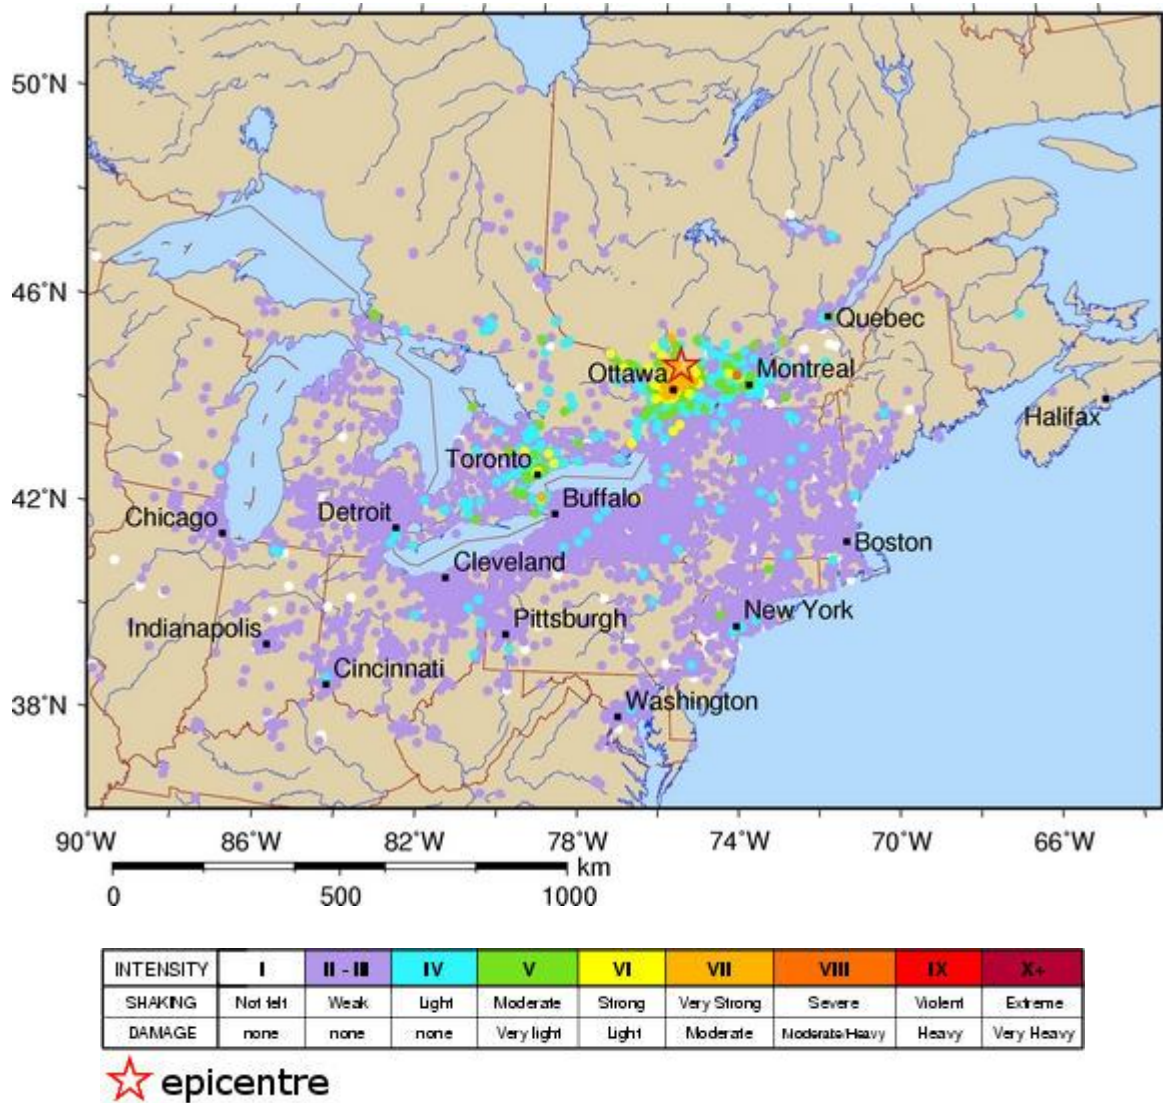 50°N
46°N
Quebec
Ottawa
Montreal
Halifax
Toronto
42°N
Buffalo
Chicago
Detroit
Boston
Cleveland
New York
Pittsburgh
Indianapolis
Cincinnati
38°N
Washington
90°W 86°W 82°W 78°W 74°W 70°W 66°W
km
0 500 1000
INTENSITY I II - III IV V VI VII VIII IX X+
SHAKING Not felt Weak Light Moderate Strong Very Strong Severe Violent Extreme
DAMAGE none none none Very light Light Moderate Moderate/Heavy Heavy Very Heavy
epicentre